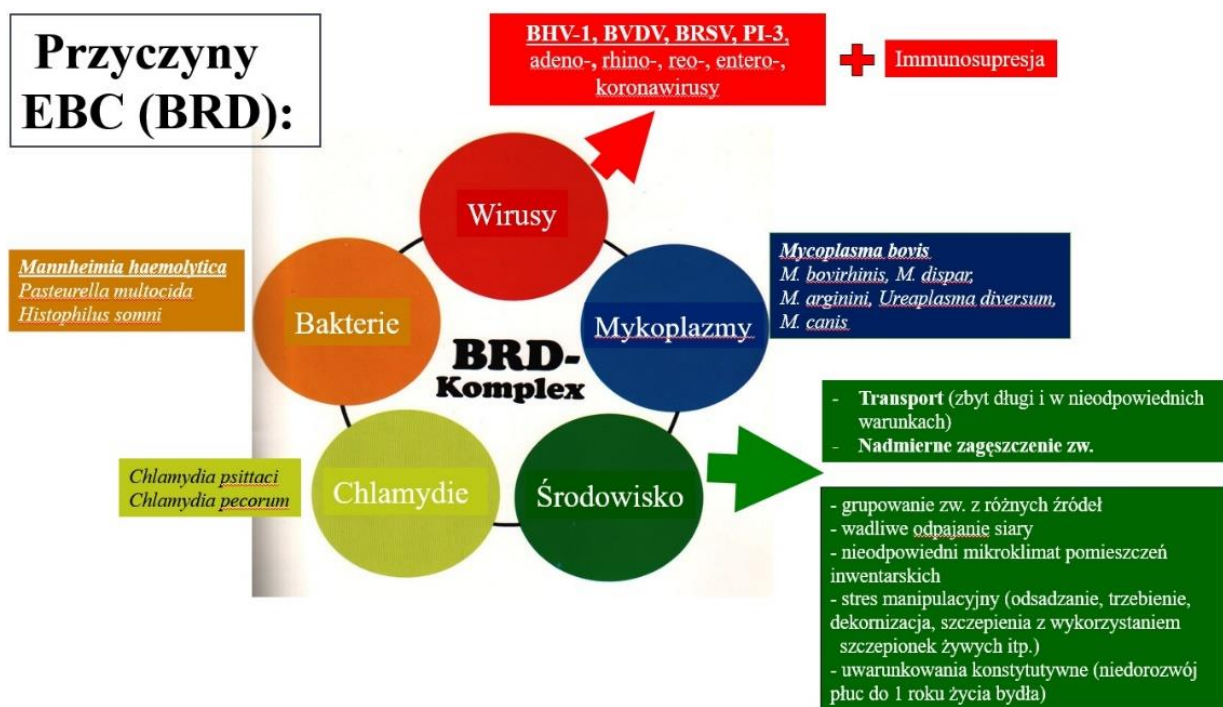 Przyczyny
EBC (BRD):
BHV-1, BVDV, BRSV, PI-3,
adeno-, rhino-, reo-, entero-,
koronawirusy
Immunosupresja
Wirusy
Mannheimia haemolytica
Pasteurella multocida
Histophilus somni
Bakterie
Mycoplasma bovis
M. bovirhinis, M. dispar,
M. arginini, Ureaplasma diversum,
M. canis
Mykoplazmy
BRD-
Komplex
Chlamydia psittaci
Chlamydia pecorum
Chlamydie
Środowisko
- Transport (zbyt długi i w nieodpowiednich
warunkach)
- Nadmierne zagęszczenie zw.
- grupowanie zw. z różnych źródeł
- wadliwe odpajanie siary
- nieodpowiedni mikroklimat pomieszczeń
inwentarskich
- stres manipulacyjny (odsadzanie, trzebienie,
dekornizacja, szczepienia z wykorzystaniem
szczepionek żywych itp.)
- uwarunkowania konstytutywne (niedorozwój
płuc do 1 roku życia bydła)